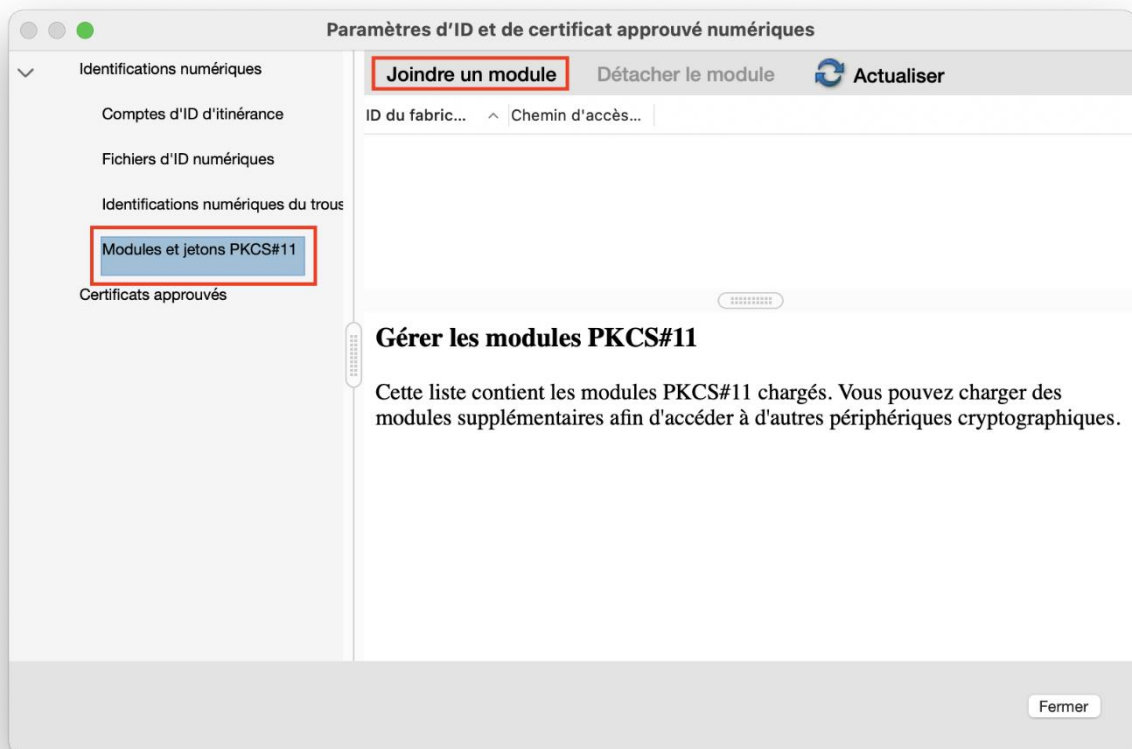 Paramètres d’ID et de certificat approuvé numériques
Identifications numériques
Comptes d'ID d'itinérance
Fichiers d'ID numériques
Identifications numériques du trous
Modules et jetons PKCS#11
Certificats approuvés
Joindre un module Détacher le module Actualiser
ID du fabric... Chemin d'accès...
Gérer les modules PKCS#11
Cette liste contient les modules PKCS#11 chargés. Vous pouvez charger des
modules supplémentaires afin d'accéder à d'autres périphériques cryptographiques.
Fermer